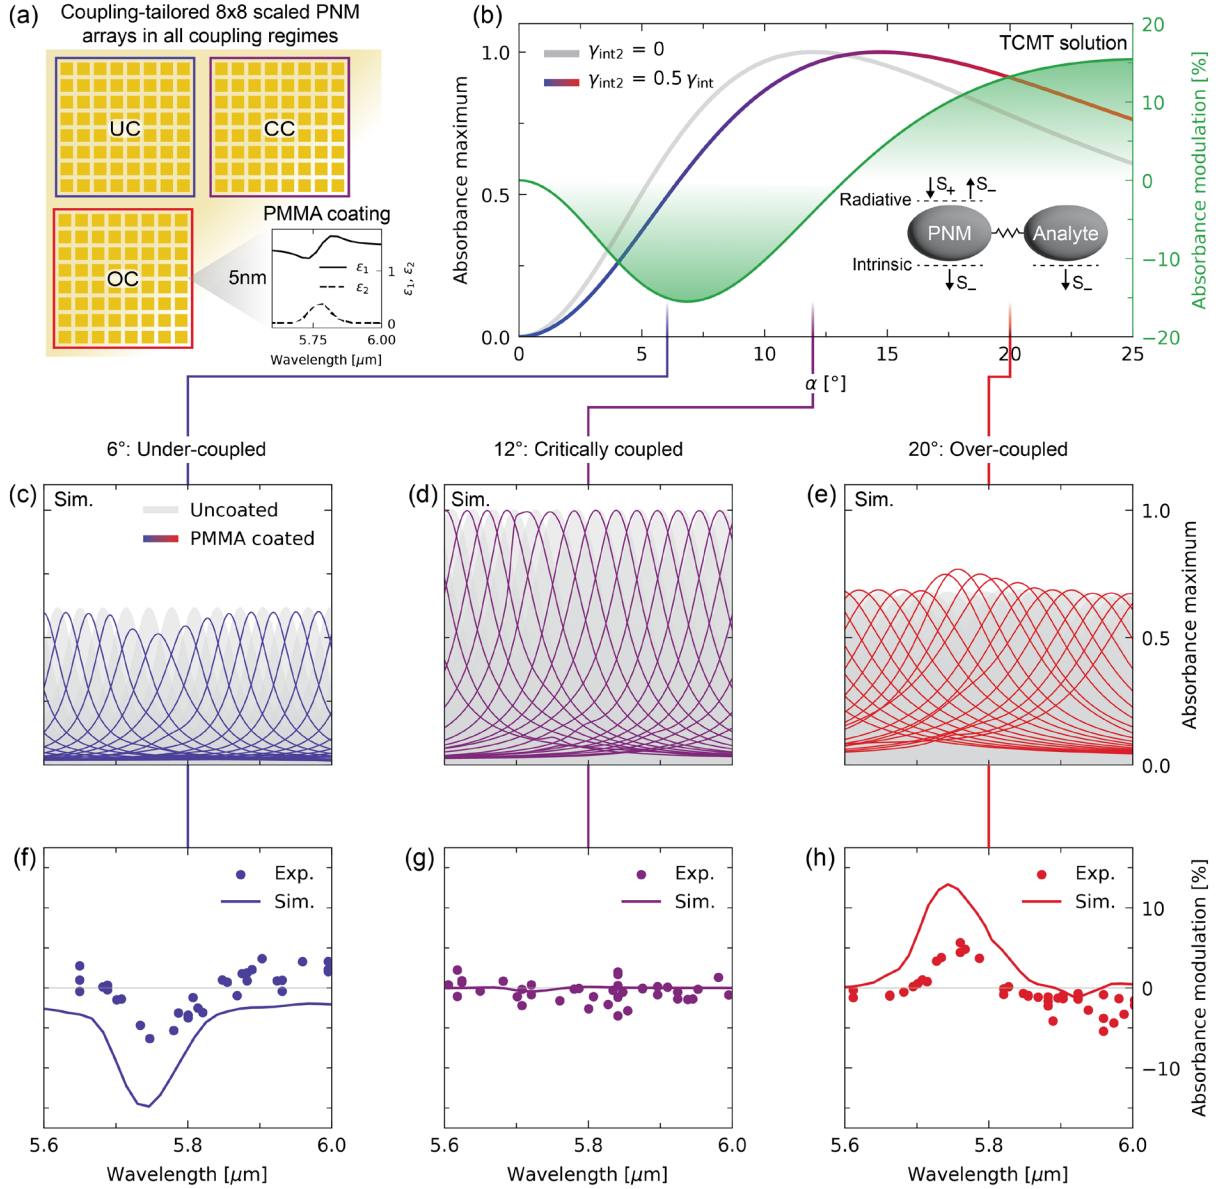 (a) Coupling-tailored 8x8 scaled PNM
arrays in all coupling regimes
UC
CC
OC
PMMA coating
5nm
ε₁
ε₂
1
0
ε₁, ε₂
5.75
6.00
Wavelength [μm]
(b)
TCMT solution
γint2 = 0
γint2 = 0.5 γint
Absorbance maximum
1.0
0.5
0.0
Absorbance modulation [%]
20
15
10
5
0
−5
−10
−15
−20
Radiative
S+
S−
PNM
Analyte
Intrinsic
S−
S−
0
5
10
15
20
25
α [°]
6°: Under-coupled
12°: Critically coupled
20°: Over-coupled
(c)
Sim.
Uncoated
PMMA coated
(d)
Sim.
(e)
Sim.
1.0
0.5
0.0
Absorbance maximum
(f)
Exp.
Sim.
5.6
5.8
6.0
Wavelength [μm]
(g)
Exp.
Sim.
5.6
5.8
6.0
Wavelength [μm]
(h)
Exp.
Sim.
10
0
−10
Absorbance modulation [%]
5.6
5.8
6.0
Wavelength [μm]